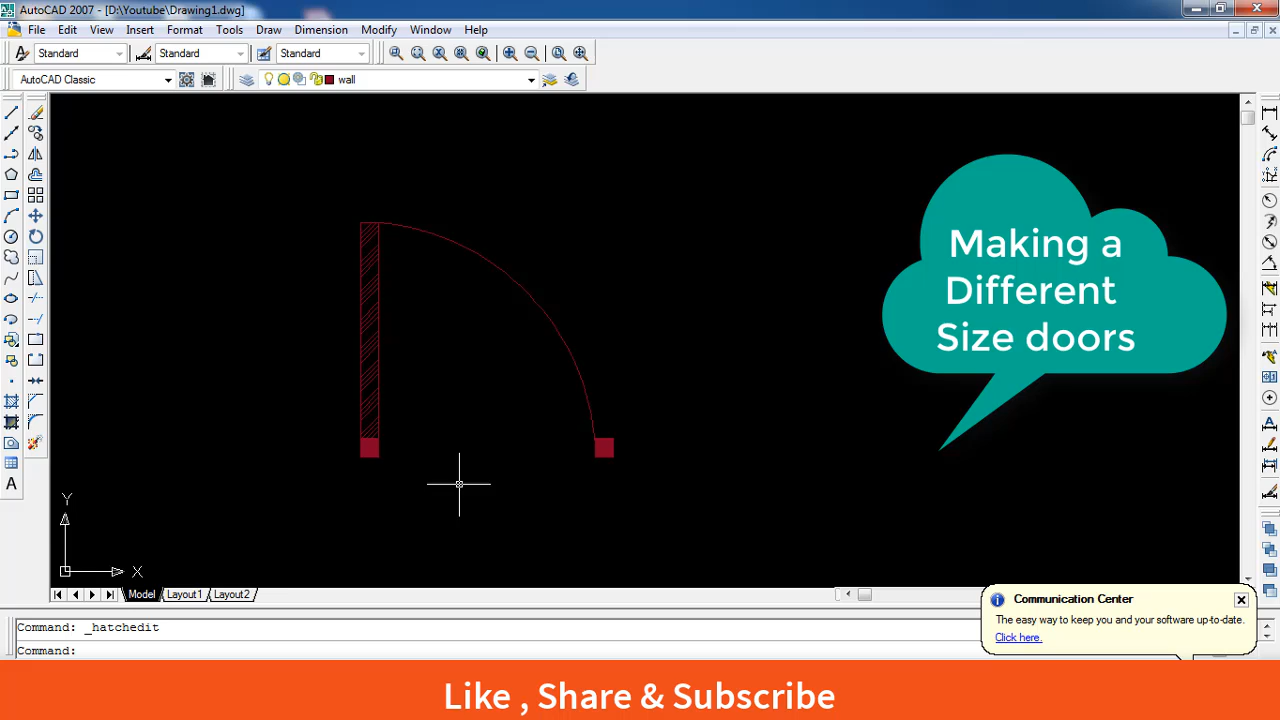 AutoCAD 2007 - [D:\Youtube\Drawing1.dwg]
File Edit View Insert Format Tools Draw Dimension Modify Window Help
Standard Standard Standard
AutoCAD Classic wall
Making a
Different
Size doors
Y
X
Model Layout1 Layout2
Communication Center
The easy way to keep you and your software up-to-date.
Click here.
Command: _hatchedit
Command:
Like , Share & Subscribe